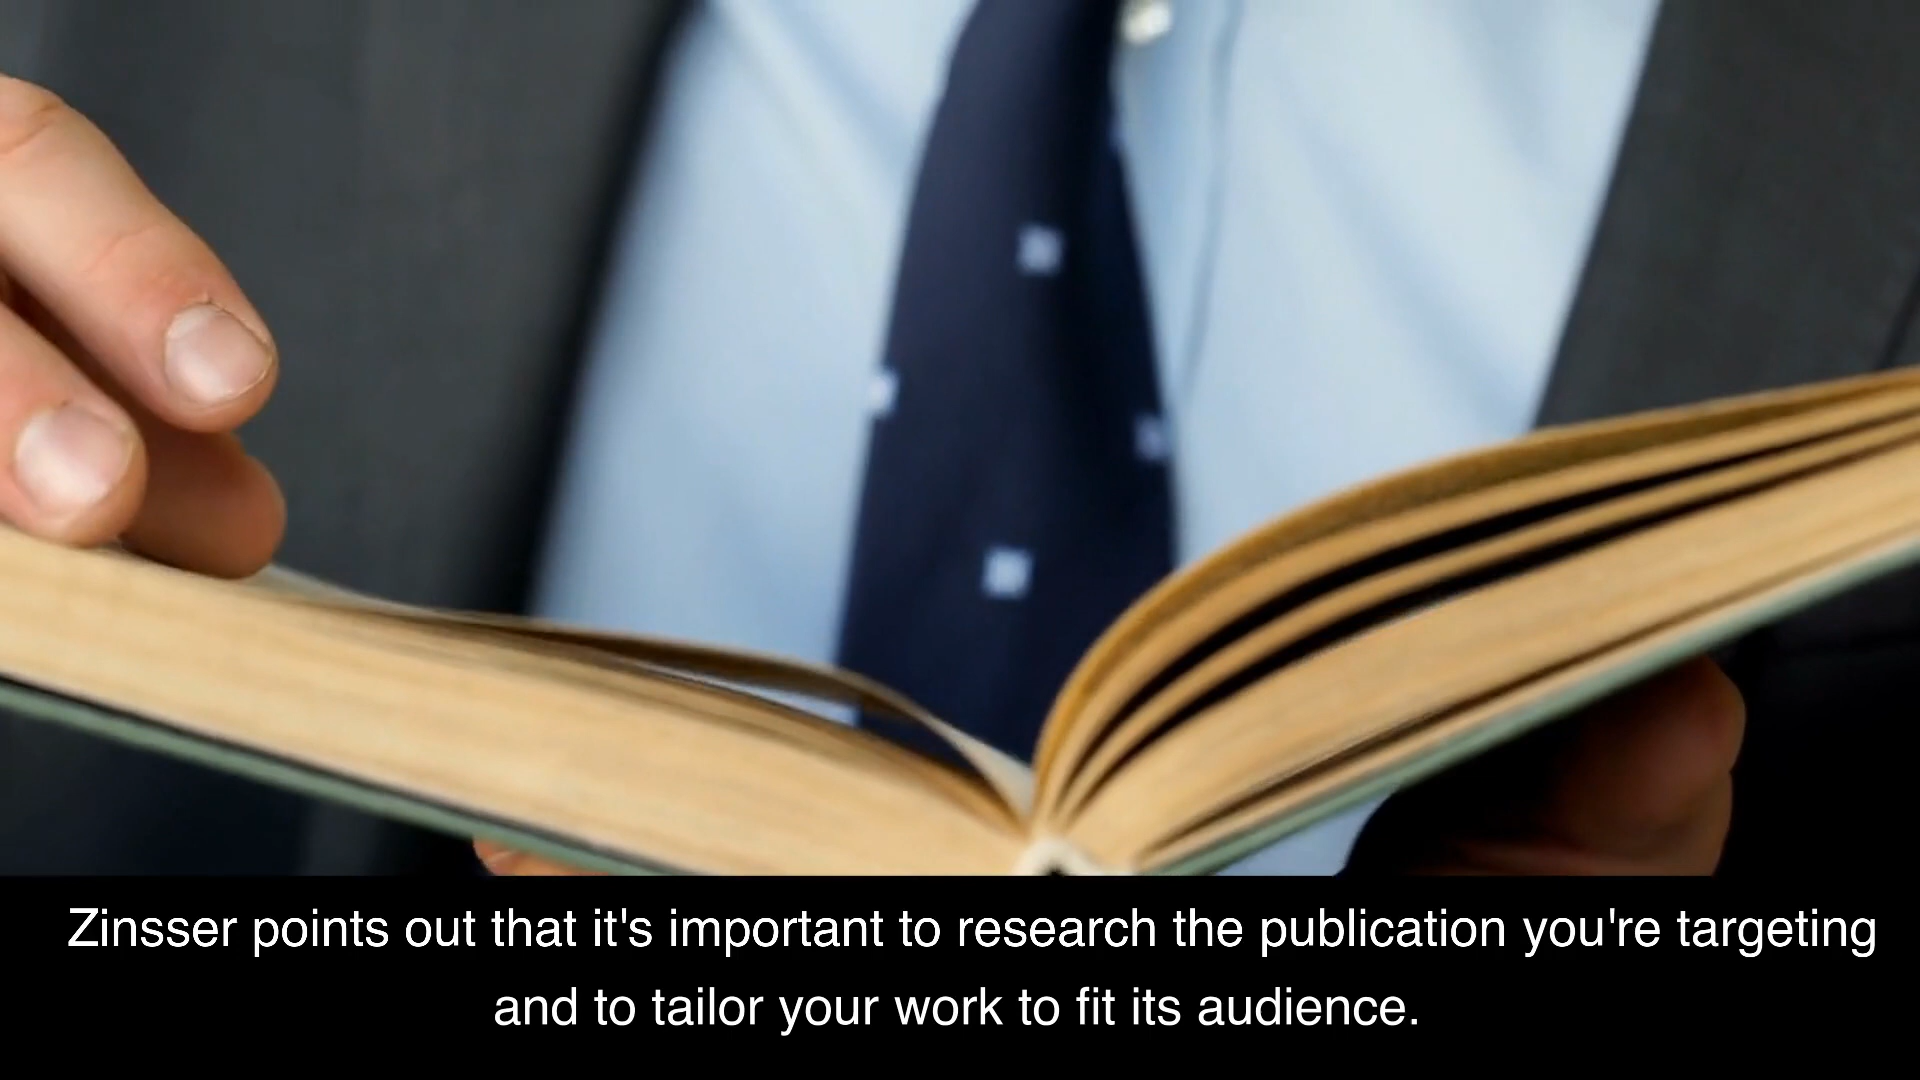 Zinsser points out that it's important to research the publication you're targeting
and to tailor your work to fit its audience.